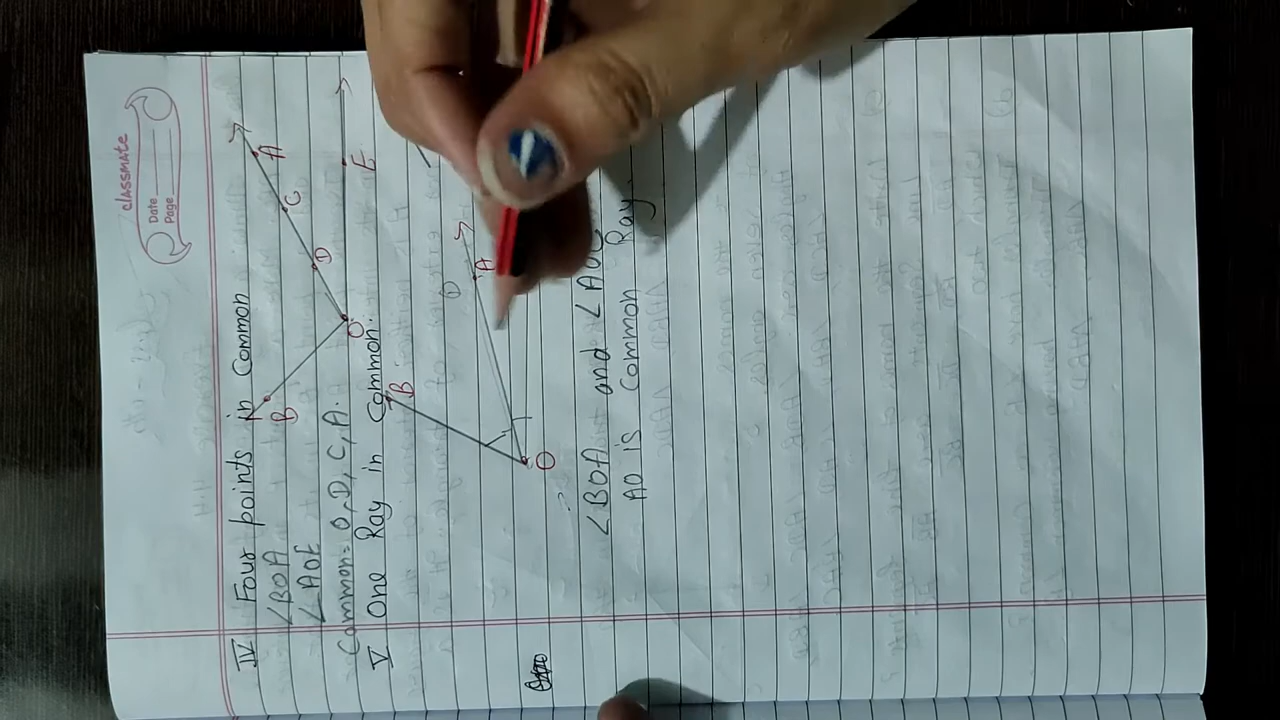 classmate
Date
Page
IV Four points in Common
∠BOA
∠AOE
Common = O, D, C, A.
A
C
D
O
B
E
V One Ray in Common.
B
A
O
∠BOA and ∠AOC
AO is Common Ray